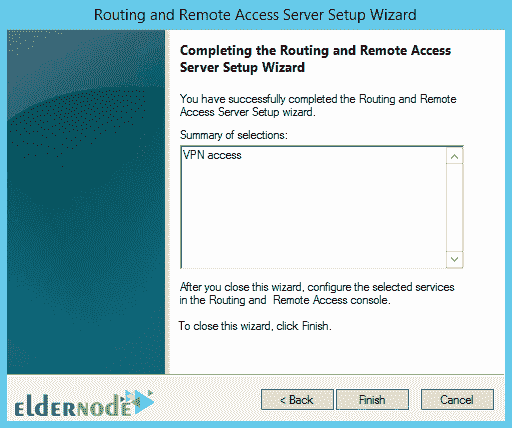 Routing and Remote Access Server Setup Wizard
Completing the Routing and Remote Access
Server Setup Wizard
You have successfully completed the Routing and Remote
Access Server Setup wizard.
Summary of selections:
VPN access
After you close this wizard, configure the selected services
in the Routing and Remote Access console.
To close this wizard, click Finish.
elderNode
< Back
Finish
Cancel